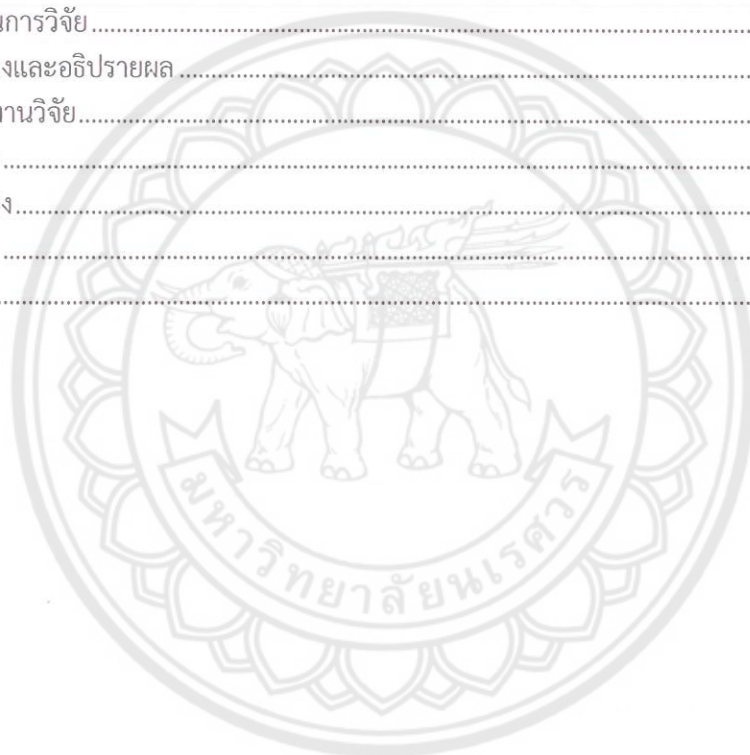 นการวิจัย
งและอธิปรายผล
านวิจัย
ง
มหาวิทยาลัยนเรศวร